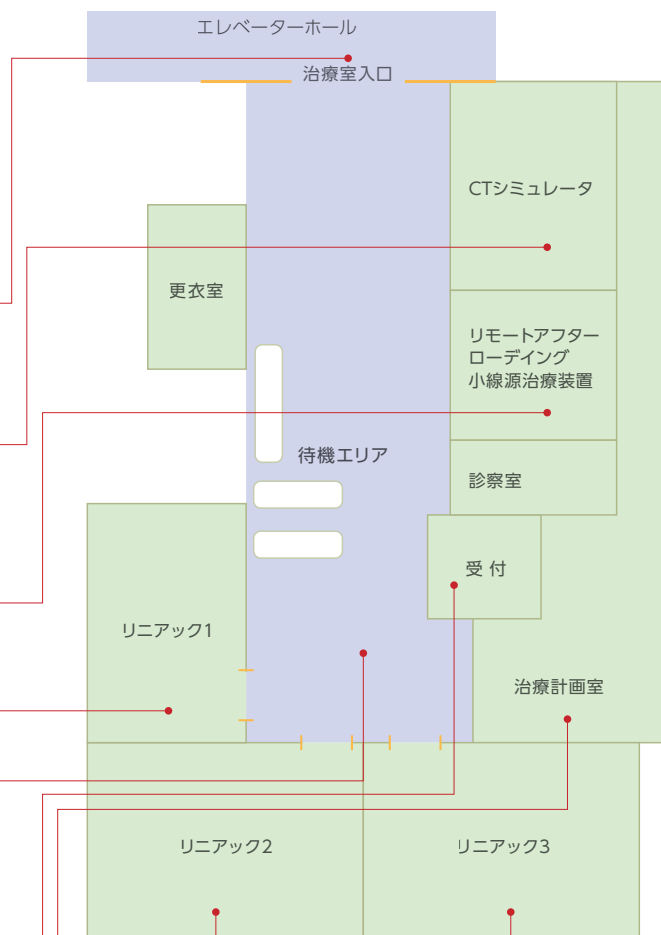 エレベーターホール
治療室入口
CTシミュレータ
更衣室
リモートアフター
ローデイング
小線源治療装置
待機エリア
診察室
受 付
リニアック1
治療計画室
リニアック2
リニアック3